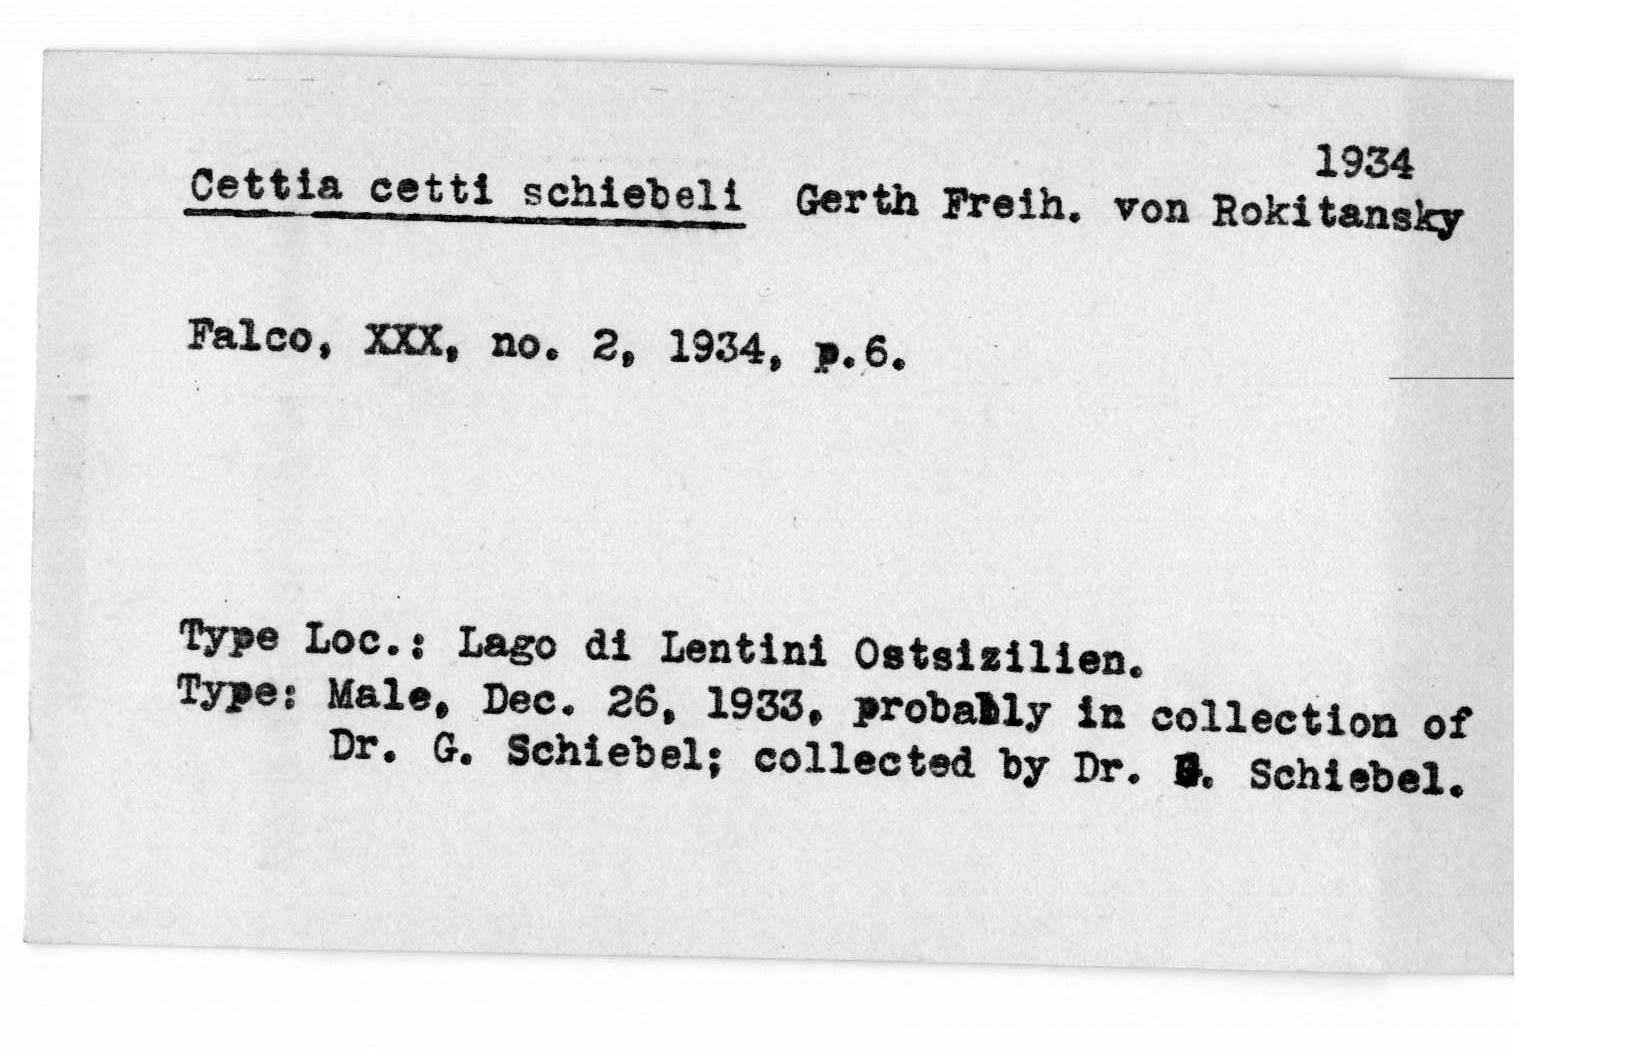 1934
Cettia cetti schiebeli Gerth Freih. von Rokitansky
Falco, XXX, no. 2, 1934, p.6.
Type Loc.: Lago di Lentini Ostsizilien.
Type: Male, Dec. 26, 1933, probably in collection of
Dr. G. Schiebel; collected by Dr. G. Schiebel.